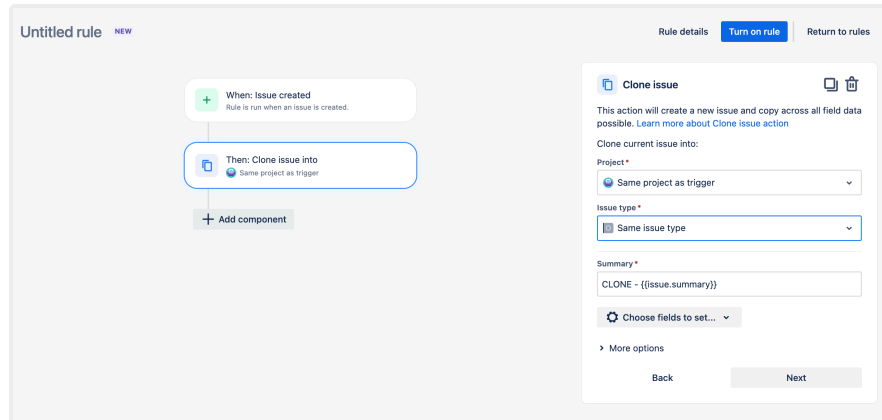 Untitled rule NEW
Rule details
Turn on rule
Return to rules
When: Issue created
Rule is run when an issue is created.
Then: Clone issue into
Same project as trigger
Add component
Clone issue
This action will create a new issue and copy across all field data
possible. Learn more about Clone issue action
Clone current issue into:
Project*
Same project as trigger
Issue type*
Same issue type
Summary*
CLONE - {{issue.summary}}
Choose fields to set...
More options
Back
Next